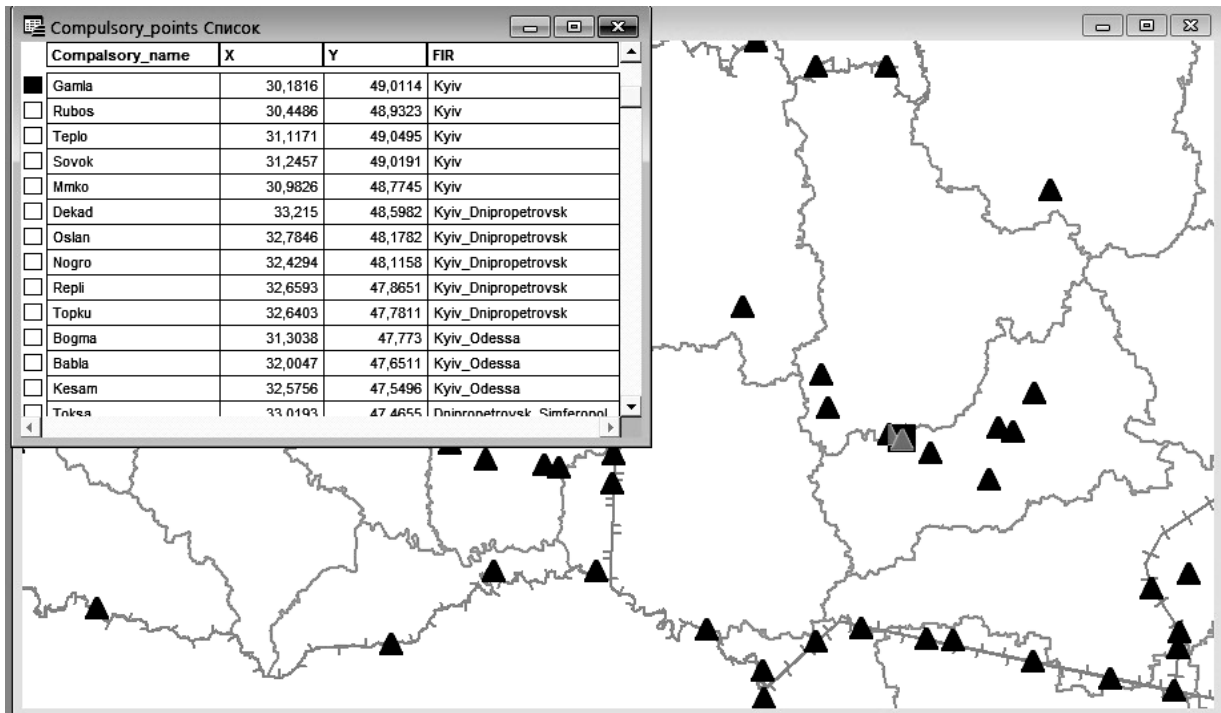 Compulsory_points Список
Compalsory_name X Y FIR
Gamla 30,1816 49,0114 Kyiv
Rubos 30,4486 48,9323 Kyiv
Teplo 31,1171 49,0495 Kyiv
Sovok 31,2457 49,0191 Kyiv
Mmko 30,9826 48,7745 Kyiv
Dekad 33,215 48,5982 Kyiv_Dnipropetrovsk
Oslan 32,7846 48,1782 Kyiv_Dnipropetrovsk
Nogro 32,4294 48,1158 Kyiv_Dnipropetrovsk
Repli 32,6593 47,8651 Kyiv_Dnipropetrovsk
Topku 32,6403 47,7811 Kyiv_Dnipropetrovsk
Bogma 31,3038 47,773 Kyiv_Odessa
Babla 32,0047 47,6511 Kyiv_Odessa
Kesam 32,5756 47,5496 Kyiv_Odessa
Toksa 33,0193 47,4655 Dnipropetrovsk_Simferopol